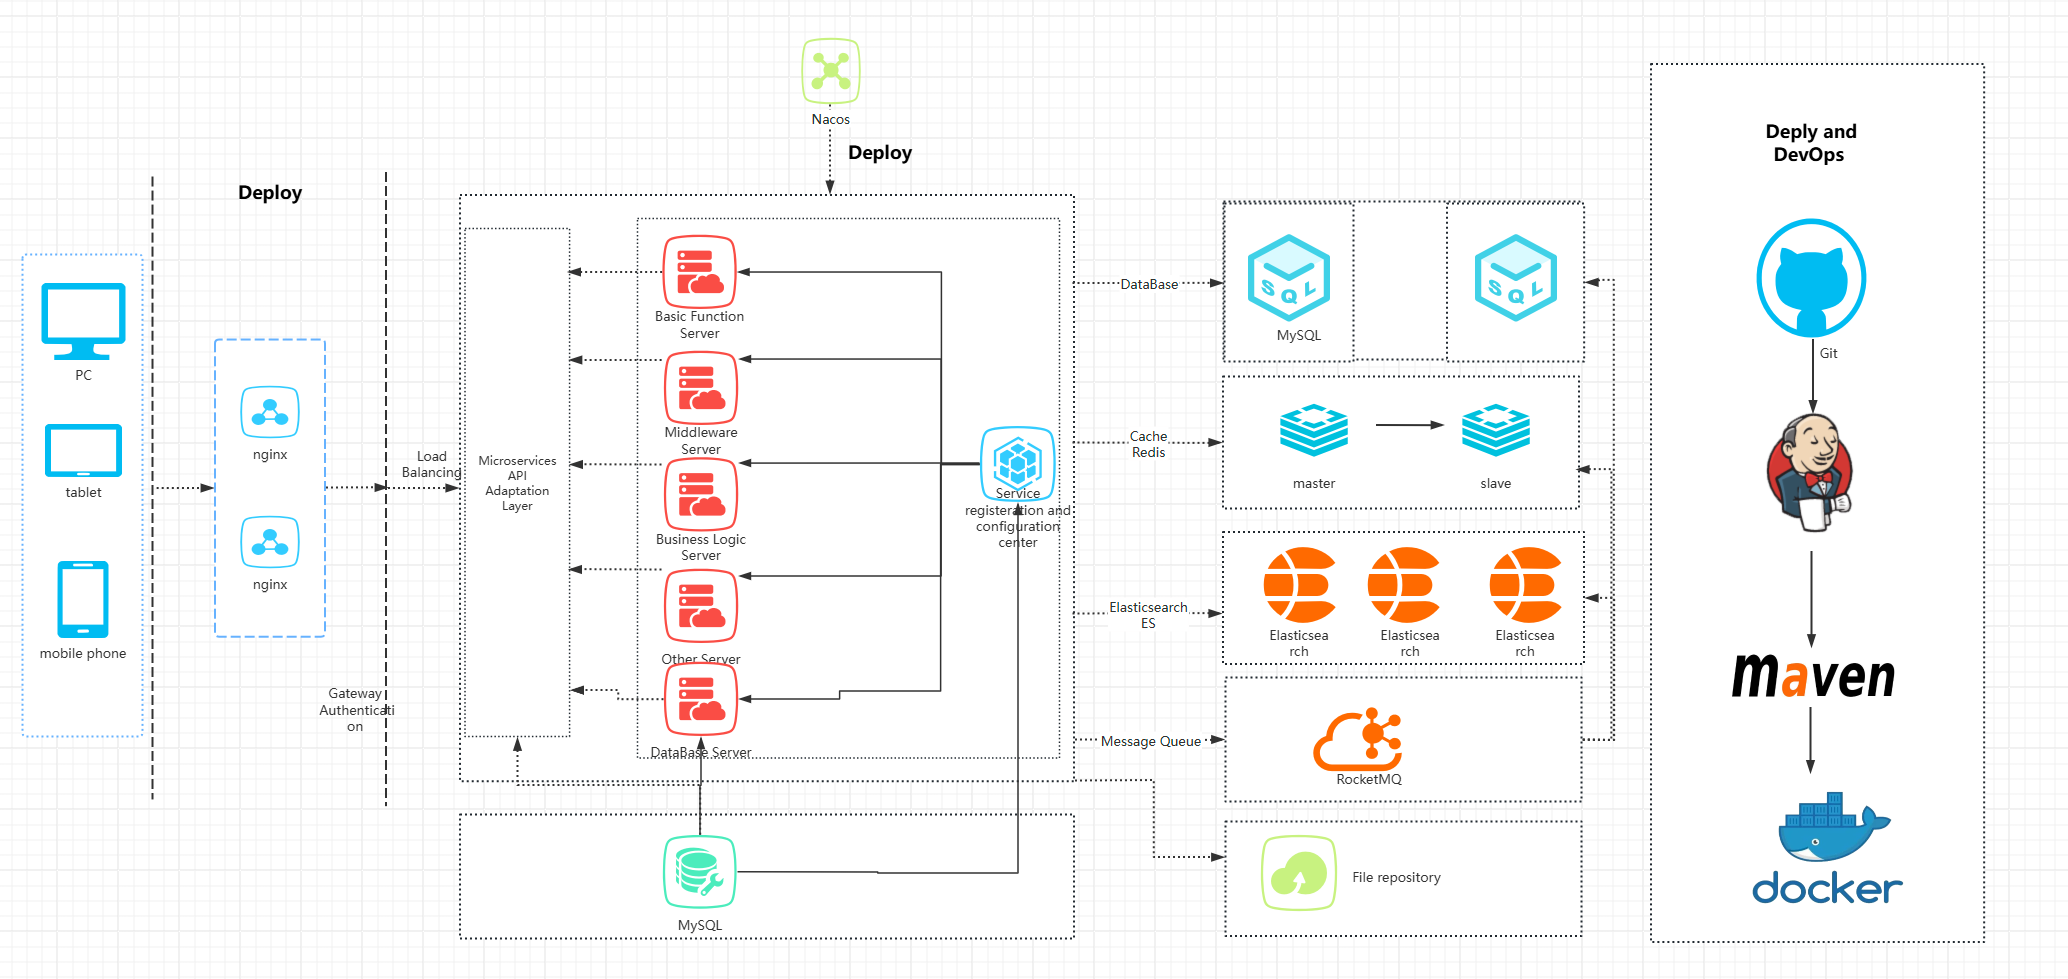 Nacos
Deploy
Deploy
PC
tablet
mobile phone
nginx
nginx
Gateway
Authenticati
on
Load
Balancing
Microservices
API
Adaptation
Layer
Basic Function
Server
Middleware
Server
Business Logic
Server
Other Server
DataBase Server
Service
registeration and
configuration
center
MySQL
DataBase
Cache
Redis
Elasticsearch
ES
Message Queue
SQL
MySQL
SQL
master
slave
Elasticsea
rch
Elasticsea
rch
Elasticsea
rch
RocketMQ
File repository
Deply and
DevOps
Git
maven
docker